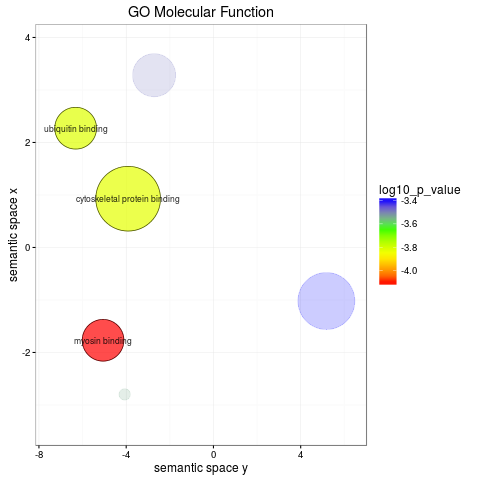 GO Molecular Function
4
2
0
-2
semantic space x
ubiquitin binding
cytoskeletal protein binding
myosin binding
-8
-4
0
4
semantic space y
log10_p_value
-3.4
-3.6
-3.8
-4.0